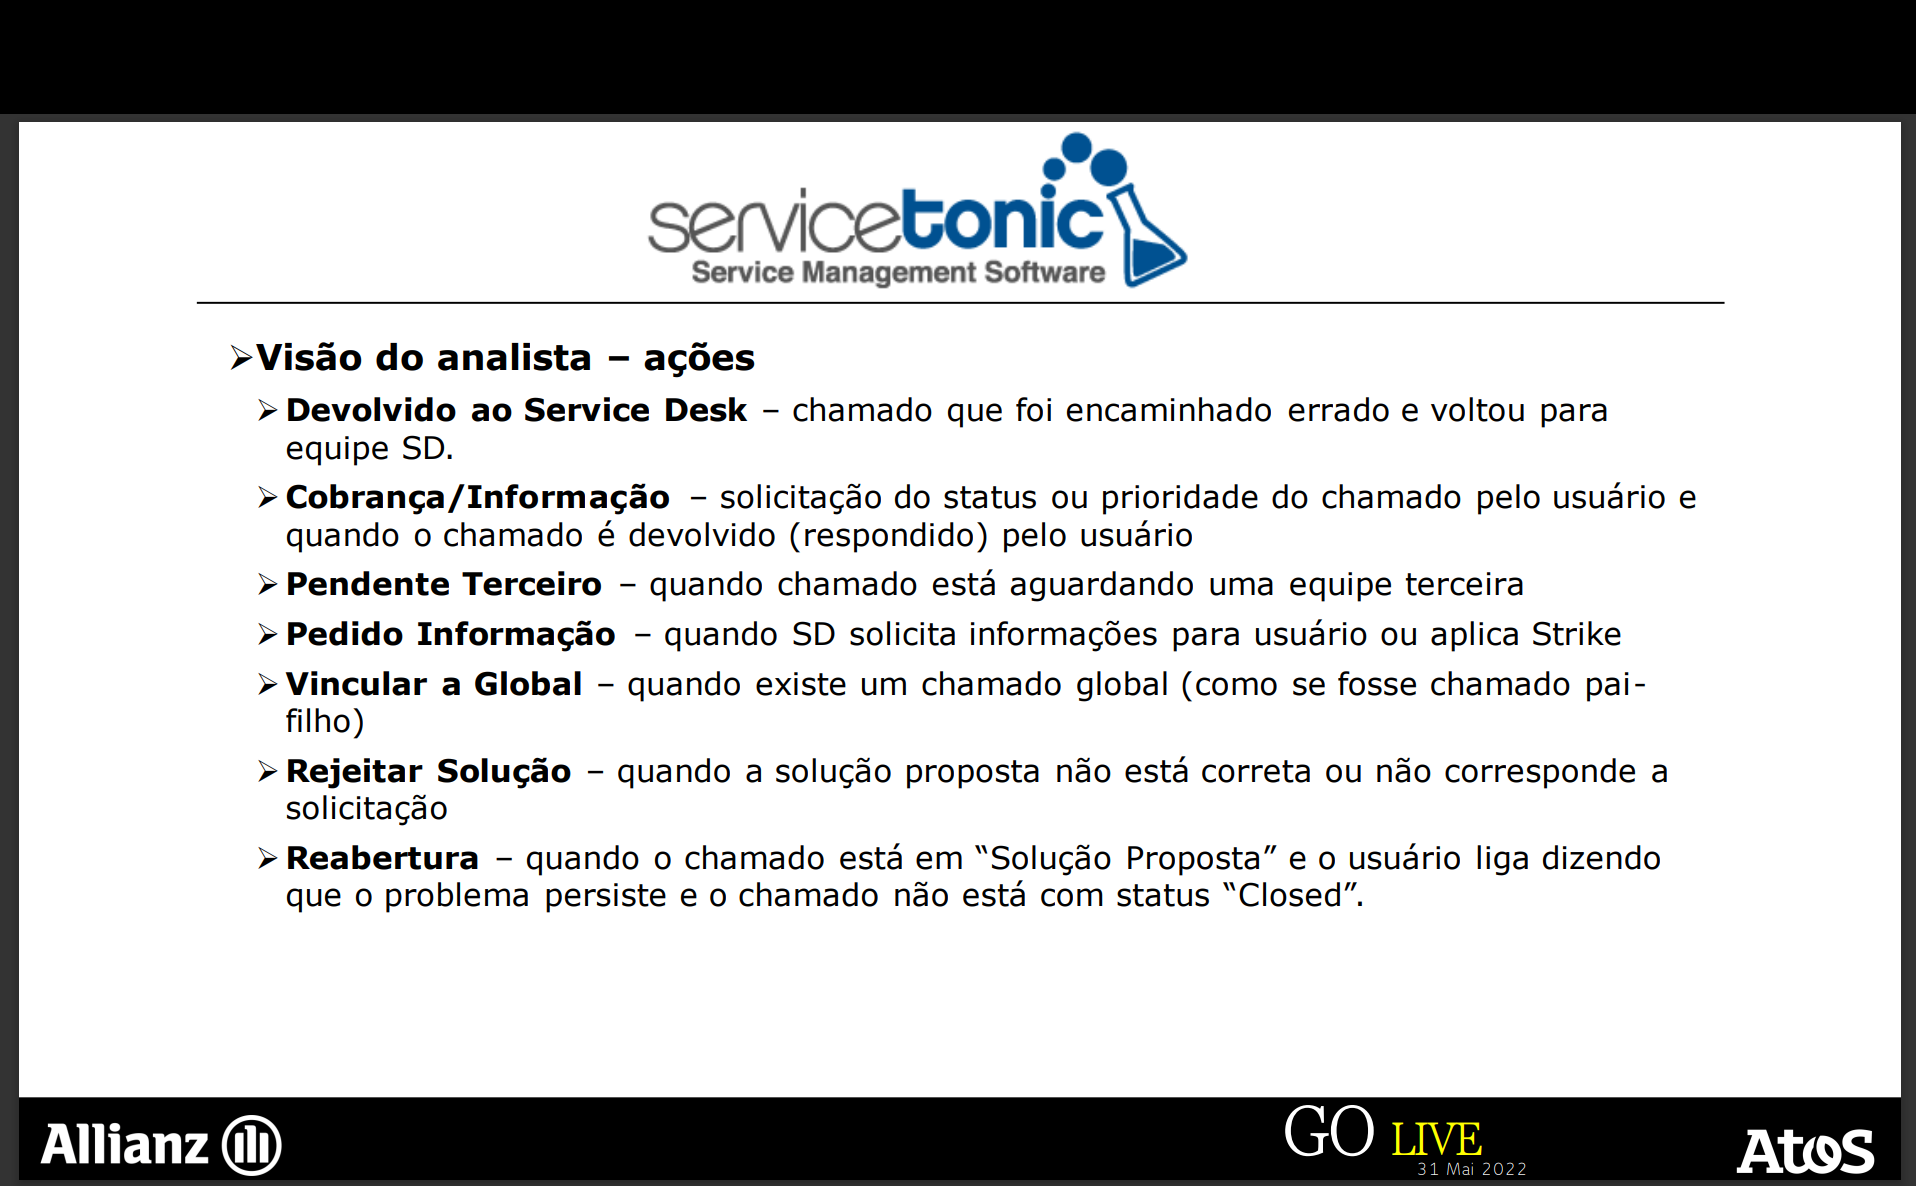 servicetonic
Service Management Software
➢Visão do analista – ações
➢Devolvido ao Service Desk – chamado que foi encaminhado errado e voltou para
equipe SD.
➢Cobrança/Informação – solicitação do status ou prioridade do chamado pelo usuário e
quando o chamado é devolvido (respondido) pelo usuário
➢Pendente Terceiro – quando chamado está aguardando uma equipe terceira
➢Pedido Informação – quando SD solicita informações para usuário ou aplica Strike
➢Vincular a Global – quando existe um chamado global (como se fosse chamado pai-
filho)
➢Rejeitar Solução – quando a solução proposta não está correta ou não corresponde a
solicitação
➢Reabertura – quando o chamado está em “Solução Proposta” e o usuário liga dizendo
que o problema persiste e o chamado não está com status “Closed”.
Allianz
GO LIVE
31 Mai 2022
Atos